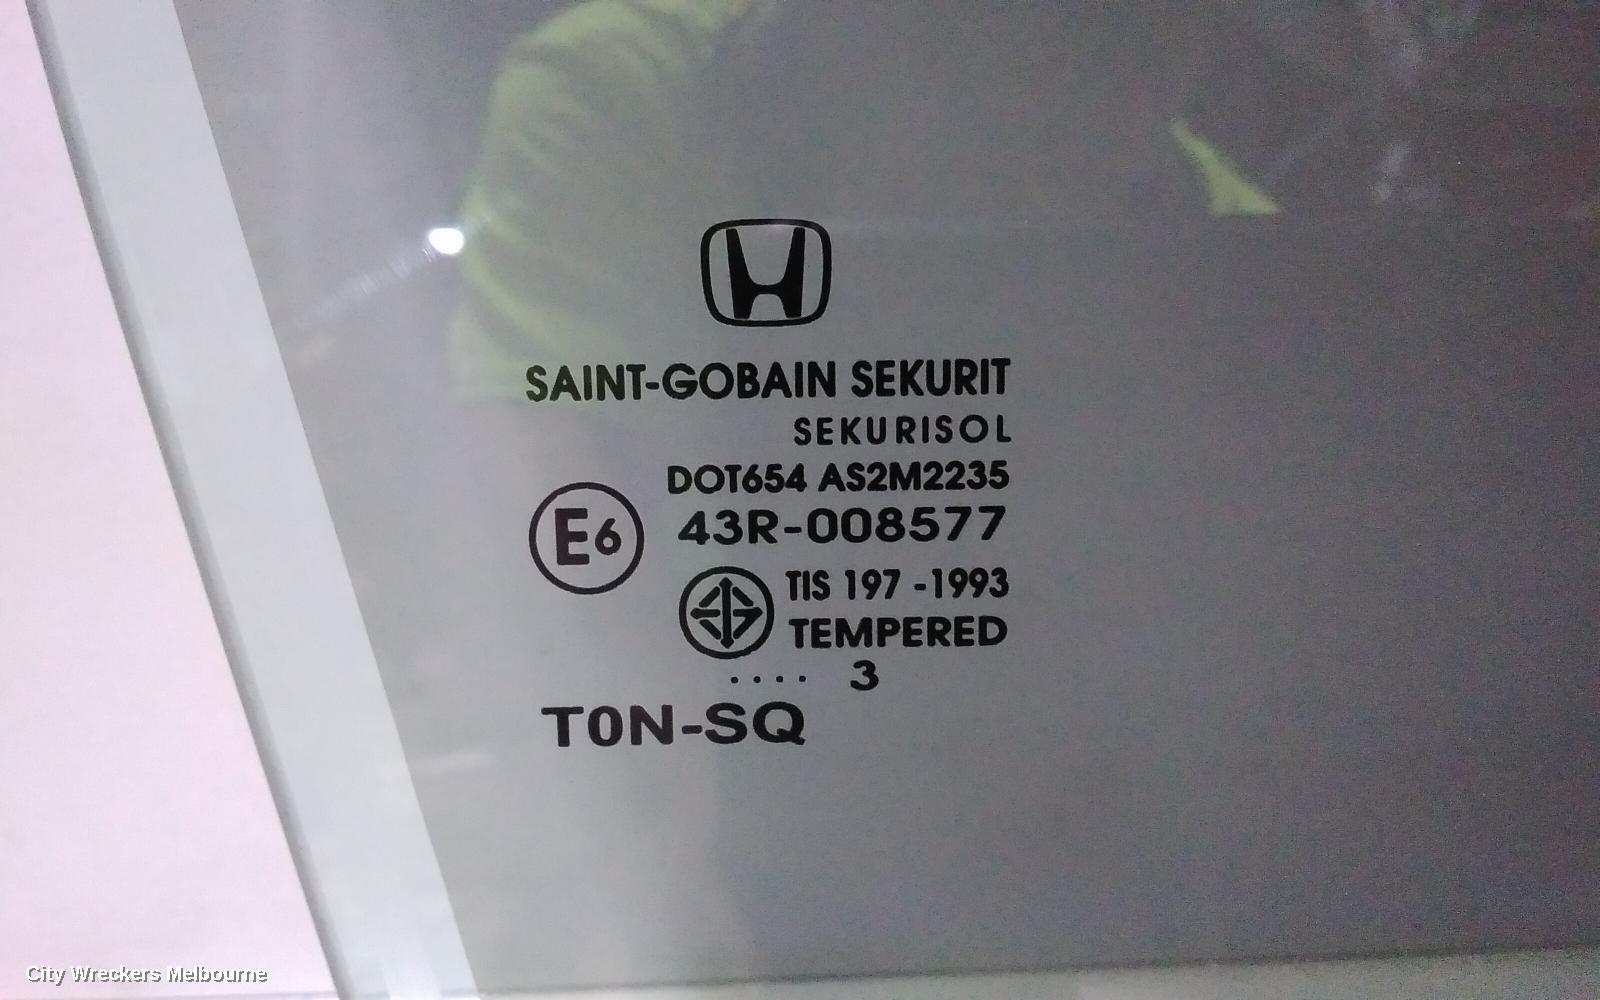 SAINT-GOBAIN SEKURIT
SEKURISOL
DOT654 AS2M2235
E6 43R-008577
TIS 197 -1993
TEMPERED
.... 3
T0N-SQ
City Wreckers Melbourne